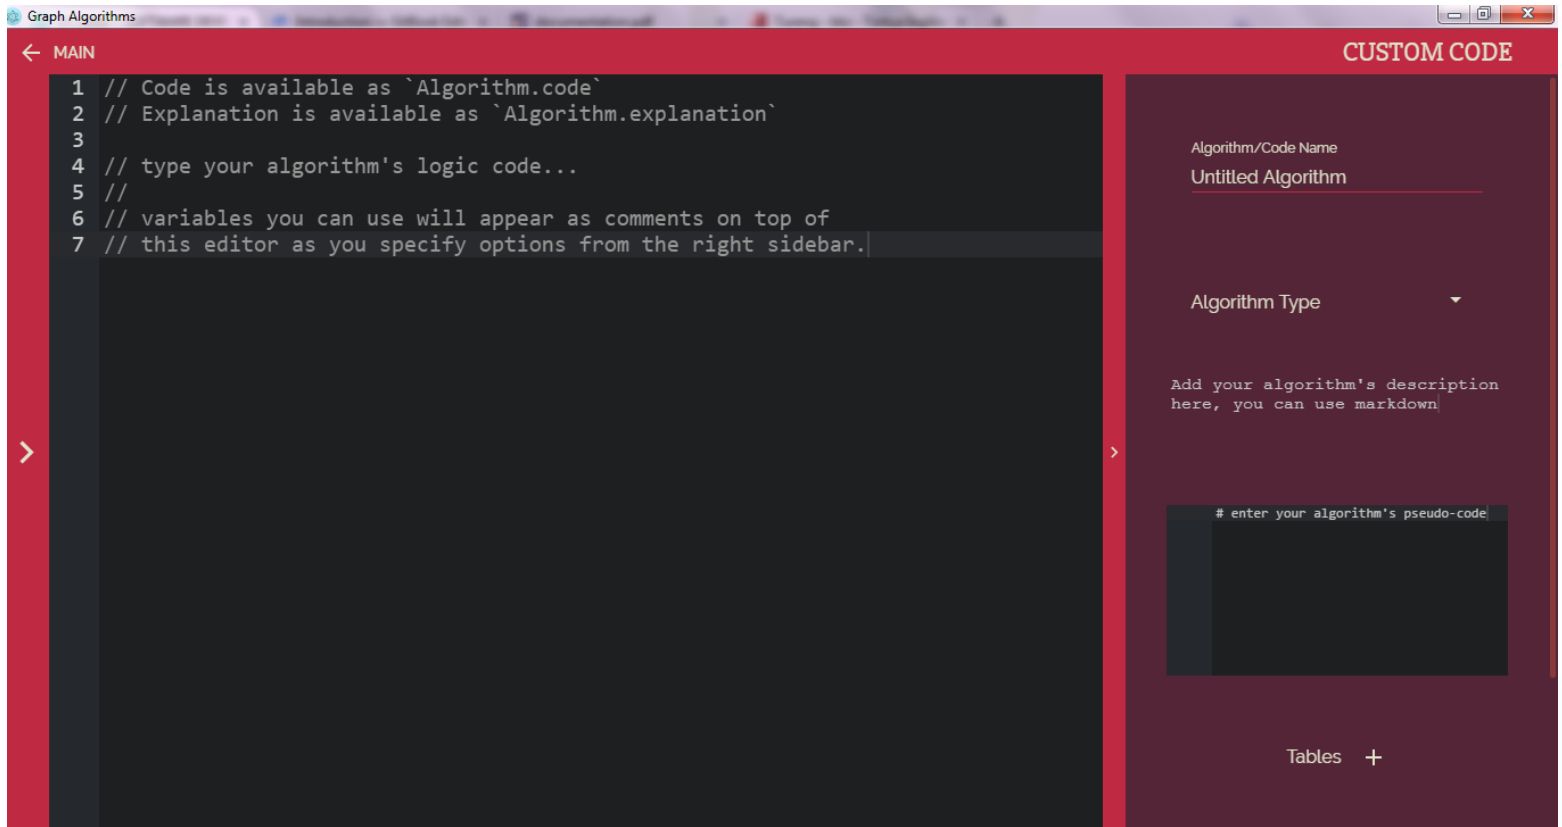 Graph Algorithms
MAIN
CUSTOM CODE
1 // Code is available as `Algorithm.code`
2 // Explanation is available as `Algorithm.explanation`
3
4 // type your algorithm's logic code...
5 //
6 // variables you can use will appear as comments on top of
7 // this editor as you specify options from the right sidebar.
Algorithm/Code Name
Untitled Algorithm
Algorithm Type
Add your algorithm's description
here, you can use markdown
# enter your algorithm's pseudo-code
Tables +